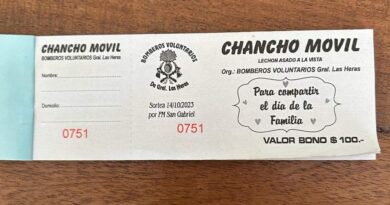 CHANCHO MOVIL
BOMBEROS VOLUNTARIOS Gral. Las Heras
Nombre:
Domicilio:
0751
BOMBEROS VOLUNTARIOS
De Gral. Las Heras
Sortea 14/10/2023
por FM San Gabriel
0751
CHANCHO MOVIL
LECHON ASADO A LA VISTA
Org.: BOMBEROS VOLUNTARIOS Gral. Las Heras
Para compartir
el día de la
Familia
VALOR BONO $ 100.-